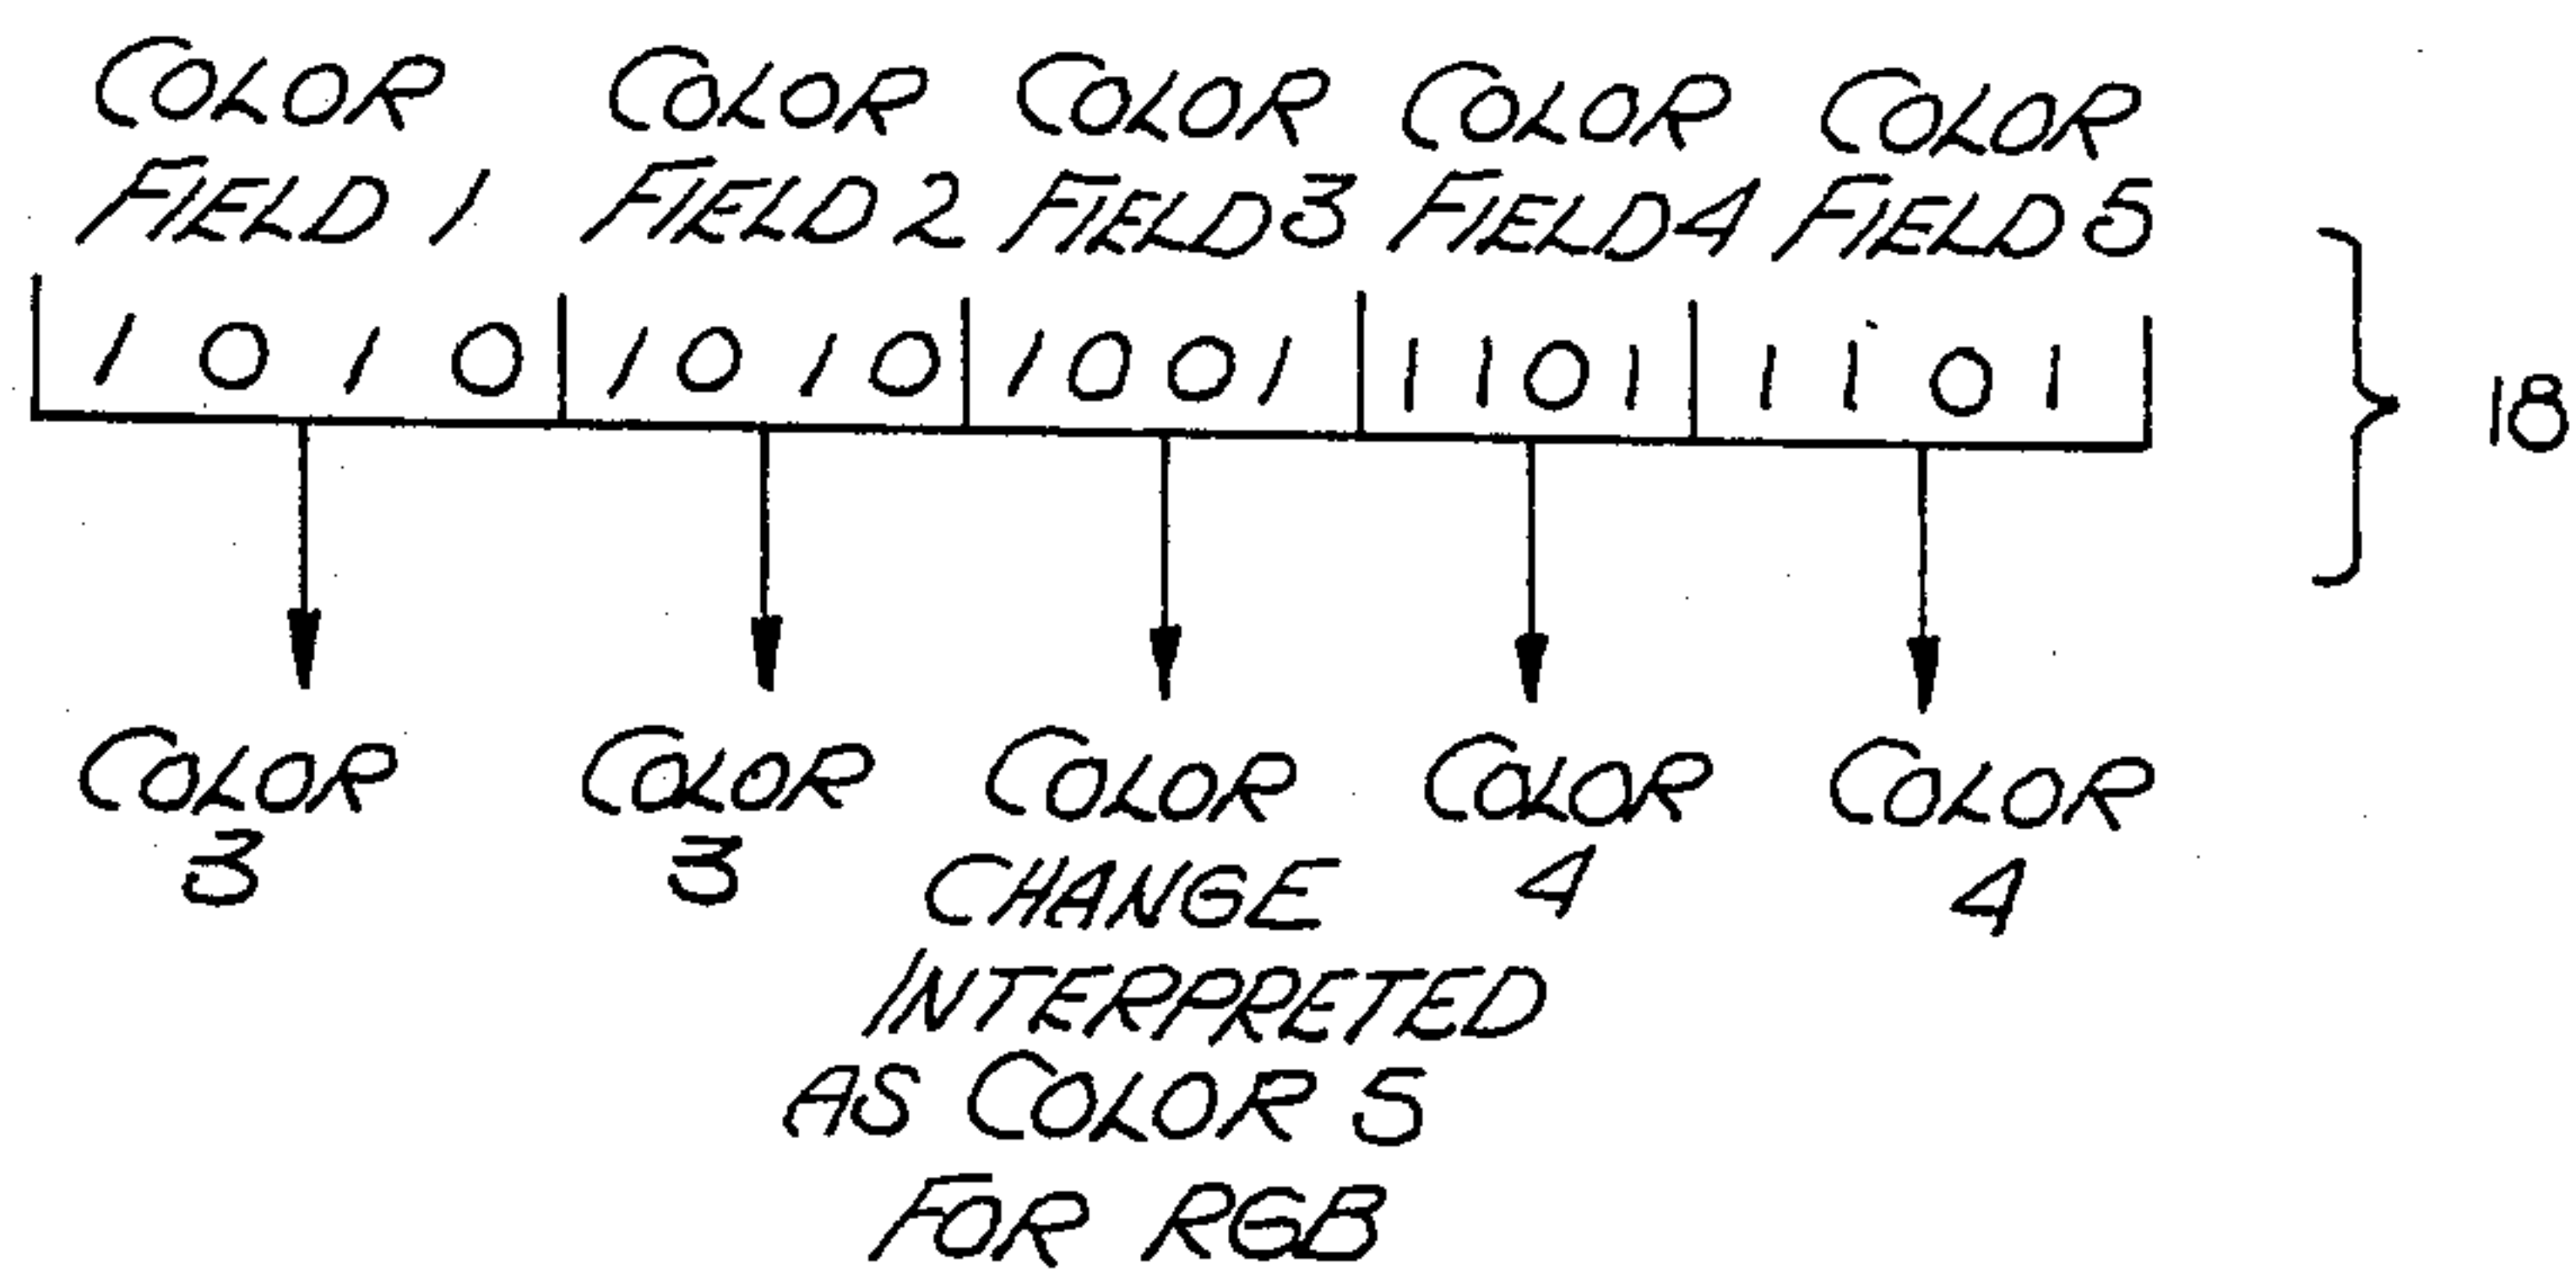 COLOR COLOR COLOR COLOR COLOR
FIELD 1 FIELD 2 FIELD 3 FIELD 4 FIELD 5
1 0 1 0 1 0 1 0 1 0 0 1 1 1 0 1 1 1 0 1
18
COLOR COLOR COLOR COLOR COLOR
3 3 CHANGE 4 4
INTERPRETED
AS COLOR 5
FOR RGB